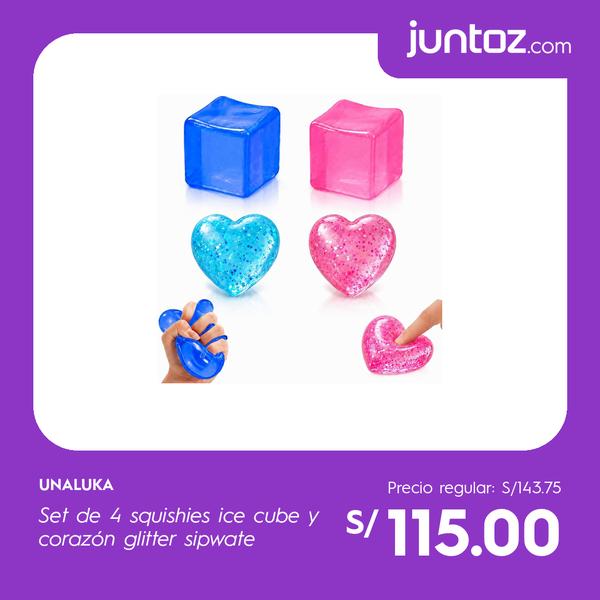 juntoz.com
UNALUKA
Set de 4 squishies ice cube y
corazón glitter sipwate
Precio regular: S/143.75
S/115.00